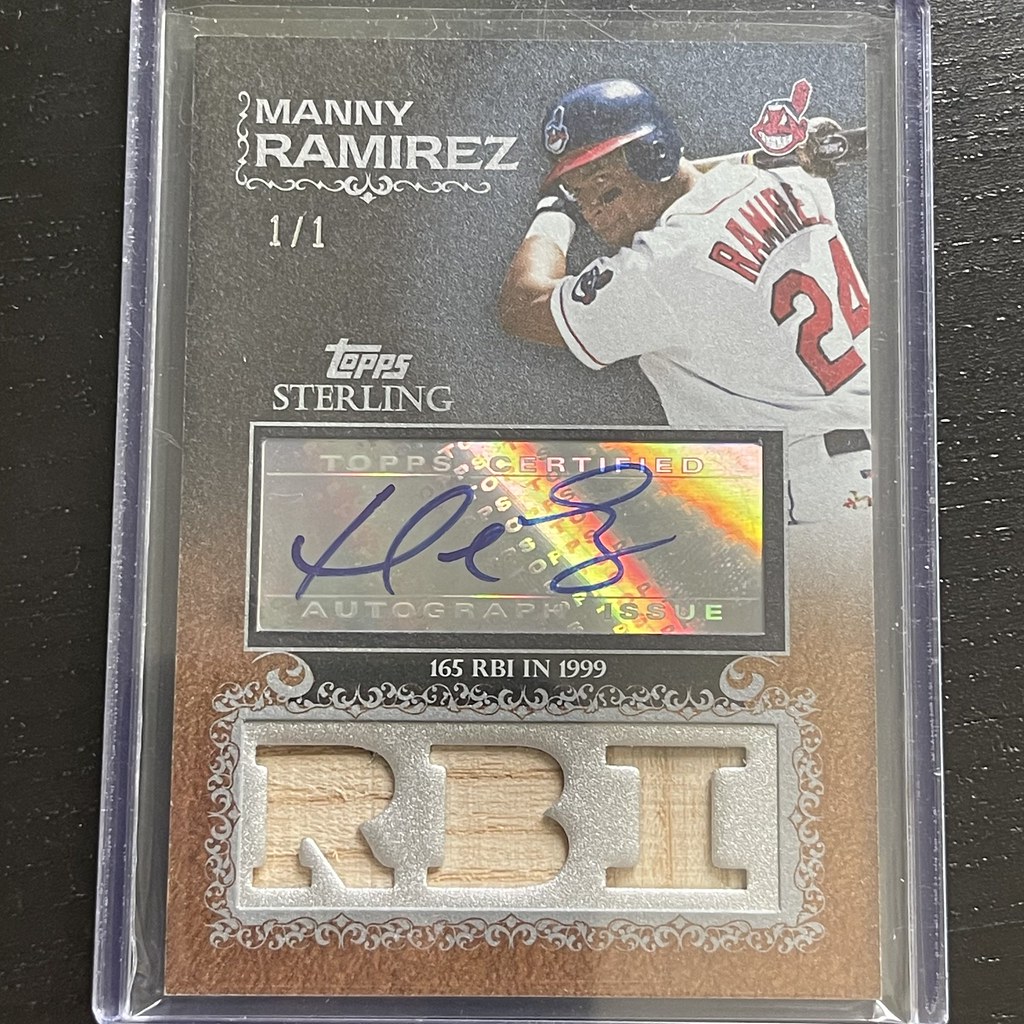 MANNY
RAMIREZ
1/1
RAMIREZ
24
TOPPS
STERLING
TOPPS CERTIFIED
AUTOGRAPH ISSUE
165 RBI IN 1999
RBI